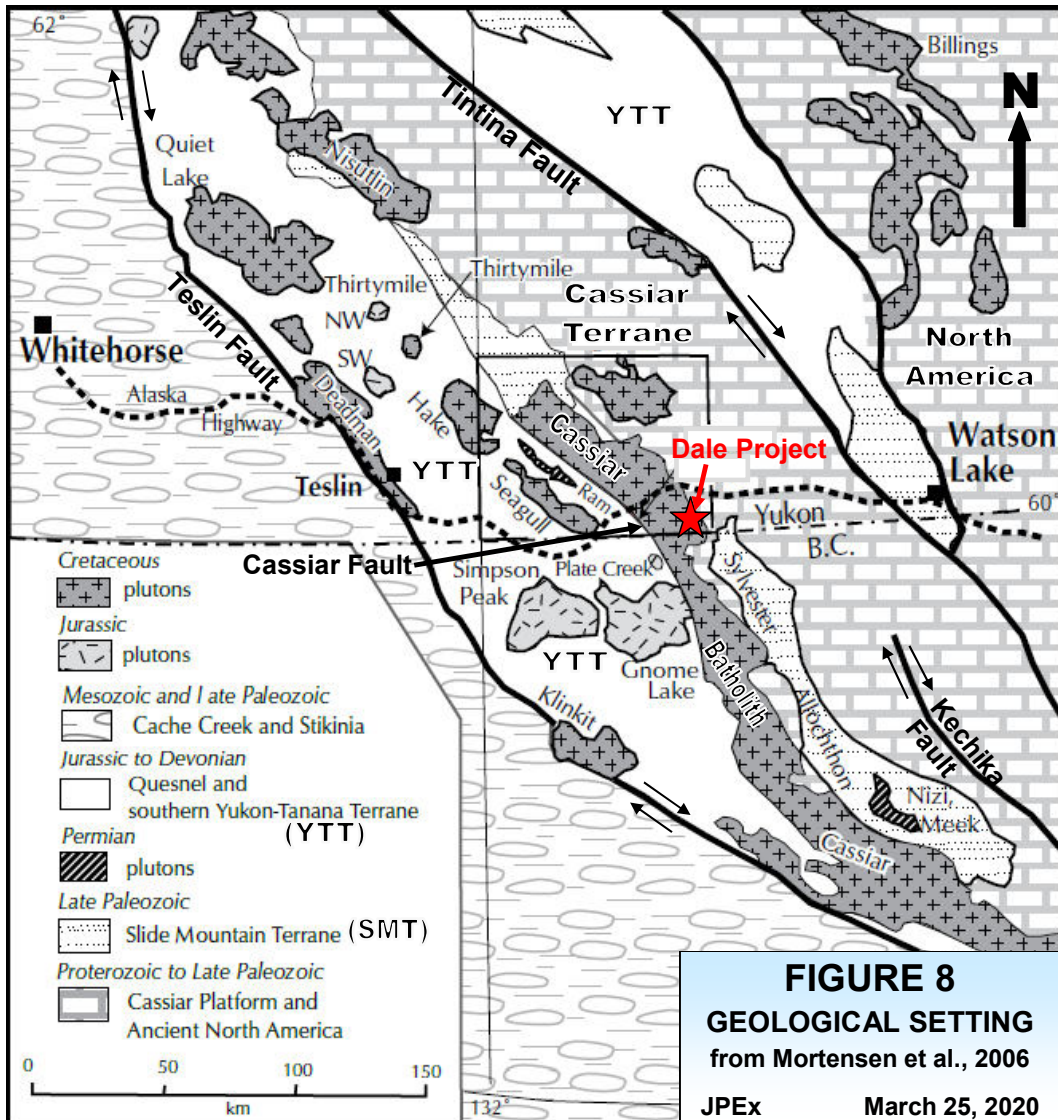 62°
Billings
N
Tintina Fault
YTT
Quiet
Lake
Nisutlin
Thirtymile
Thirtymile
NW
SW
Teslin Fault
Cassiar
Terrane
North
America
Whitehorse
Alaska
Highway
Deadman
Hake
Cassiar
Dale Project
Watson
Lake
YTT
Teslin
Seagull
Ram
Yukon
60°
B.C.
Cassiar Fault
Simpson
Peak
Plate Creek
Sylvester
Allochthon
YTT
Gnome
Lake
Batholith
Klinkit
Kechika
Fault
Nizi,
Meek
Cassiar
Cretaceous
plutons
Jurassic
plutons
Mesozoic and Late Paleozoic
Cache Creek and Stikinia
Jurassic to Devonian
Quesnel and
southern Yukon-Tanana Terrane
(YTT)
Permian
plutons
Late Paleozoic
Slide Mountain Terrane (SMT)
Proterozoic to Late Paleozoic
Cassiar Platform and
Ancient North America
0 50 100 150
km
132°
FIGURE 8
GEOLOGICAL SETTING
from Mortensen et al., 2006
JPEx March 25, 2020